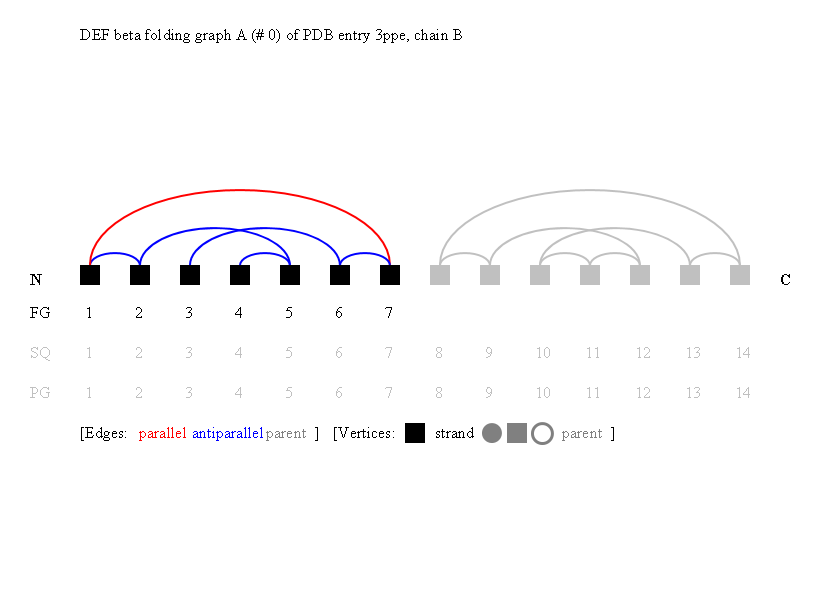 DEF beta folding graph A (# 0) of PDB entry 3ppe, chain B
N C
FG 1 2 3 4 5 6 7
SQ 1 2 3 4 5 6 7 8 9 10 11 12 13 14
PG 1 2 3 4 5 6 7 8 9 10 11 12 13 14
[Edges: parallel antiparallel parent ] [Vertices: strand parent ]